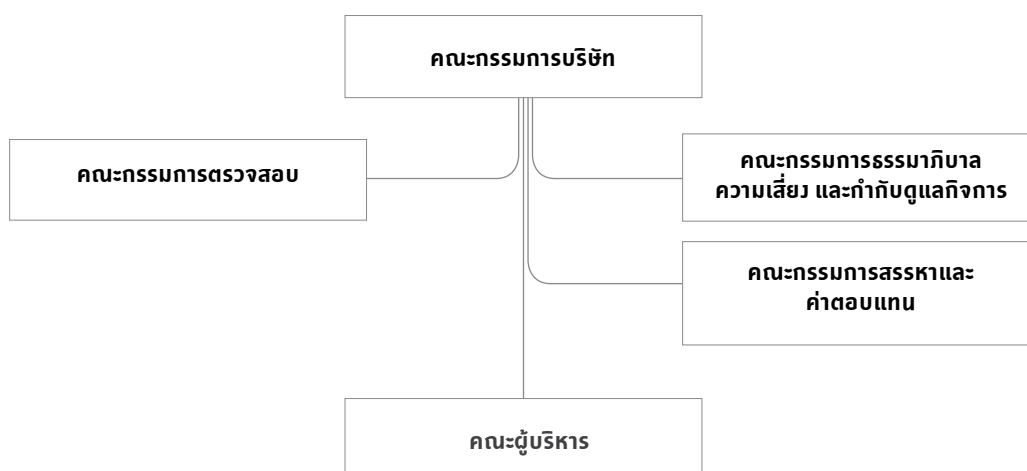 คณะกรรมการบริษัท
คณะกรรมการตรวจสอบ
คณะกรรมการธรรมาภิบาล
ความเสี่ยง และกำกับดูแลกิจการ
คณะกรรมการสรรหาและ
ค่าตอบแทน
คณะผู้บริหาร